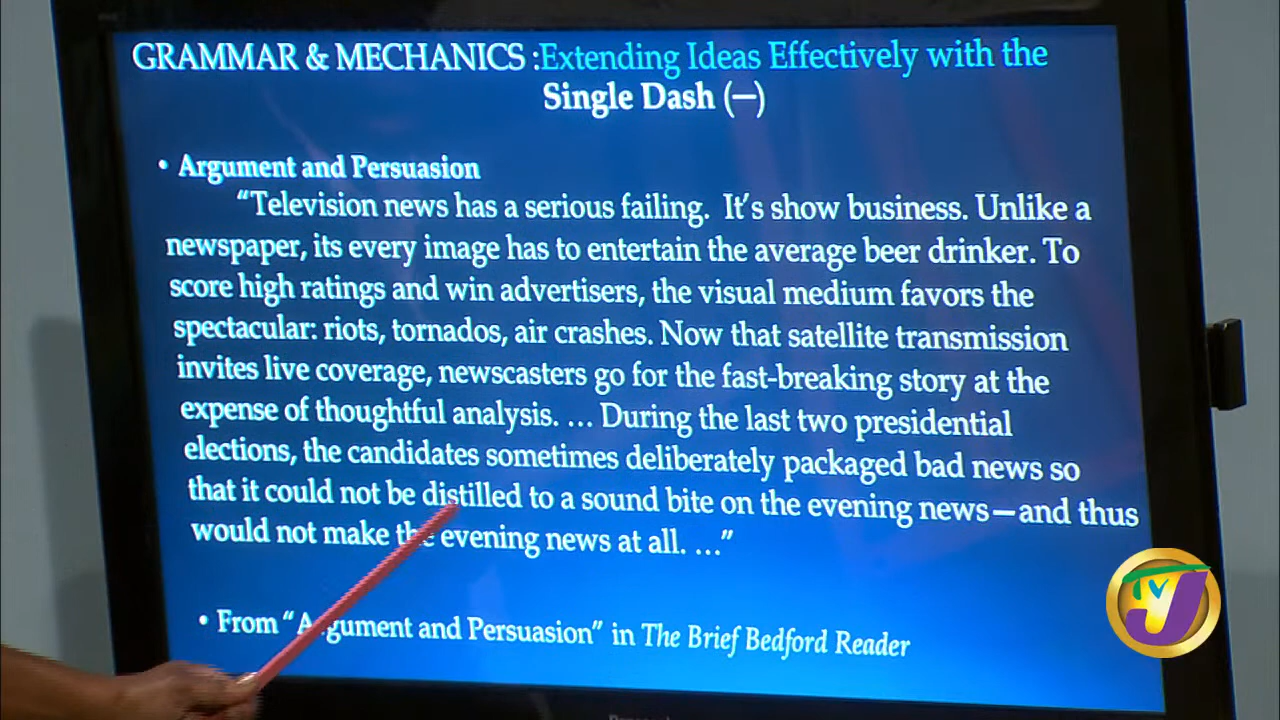 GRAMMAR & MECHANICS :Extending Ideas Effectively with the
Single Dash (—)
• Argument and Persuasion
“Television news has a serious failing. It’s show business. Unlike a
newspaper, its every image has to entertain the average beer drinker. To
score high ratings and win advertisers, the visual medium favors the
spectacular: riots, tornados, air crashes. Now that satellite transmission
invites live coverage, newscasters go for the fast-breaking story at the
expense of thoughtful analysis. … During the last two presidential
elections, the candidates sometimes deliberately packaged bad news so
that it could not be distilled to a sound bite on the evening news—and thus
would not make the evening news at all. …”
• From “Argument and Persuasion” in The Brief Bedford Reader
TVJ